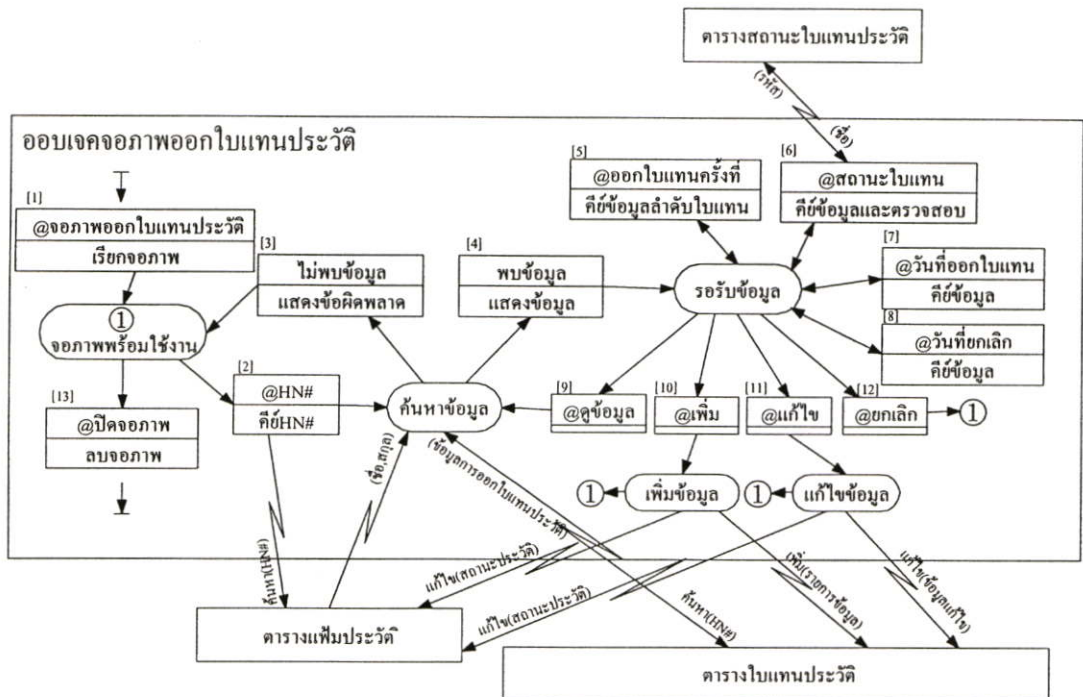 ตารางสถานะใบแทนประวัติ
(รหัส)
(ชื่อ)
ออบเจคจอภาพออกใบแทนประวัติ
[1]
@จอภาพออกใบแทนประวัติ
เรียกจอภาพ
[3]
ไม่พบข้อมูล
แสดงข้อผิดพลาด
[4]
พบข้อมูล
แสดงข้อมูล
[5]
@ออกใบแทนครั้งที่
คีย์ข้อมูลลำดับใบแทน
[6]
@สถานะใบแทน
คีย์ข้อมูลและตรวจสอบ
รอรับข้อมูล
[7]
@วันที่ออกใบแทน
คีย์ข้อมูล
[8]
@วันที่ยกเลิก
คีย์ข้อมูล
①
จอภาพพร้อมใช้งาน
[2]
@HN#
คีย์HN#
ค้นหาข้อมูล
[9]
@ดูข้อมูล
[10]
@เพิ่ม
[11]
@แก้ไข
[12]
@ยกเลิก
①
[13]
@ปิดจอภาพ
ลบจอภาพ
①
เพิ่มข้อมูล
①
แก้ไขข้อมูล
ค้นหา(HN#)
(ชื่อ,สกุล)
(ข้อมูลการออกใบแทนประวัติ)
แก้ไข(สถานะประวัติ)
แก้ไข(สถานะประวัติ)
ค้นหา(HN#)
เพิ่ม(รายการข้อมูล)
แก้ไข(ข้อมูลแก้ไข)
ตารางแฟ้มประวัติ
ตารางใบแทนประวัติ